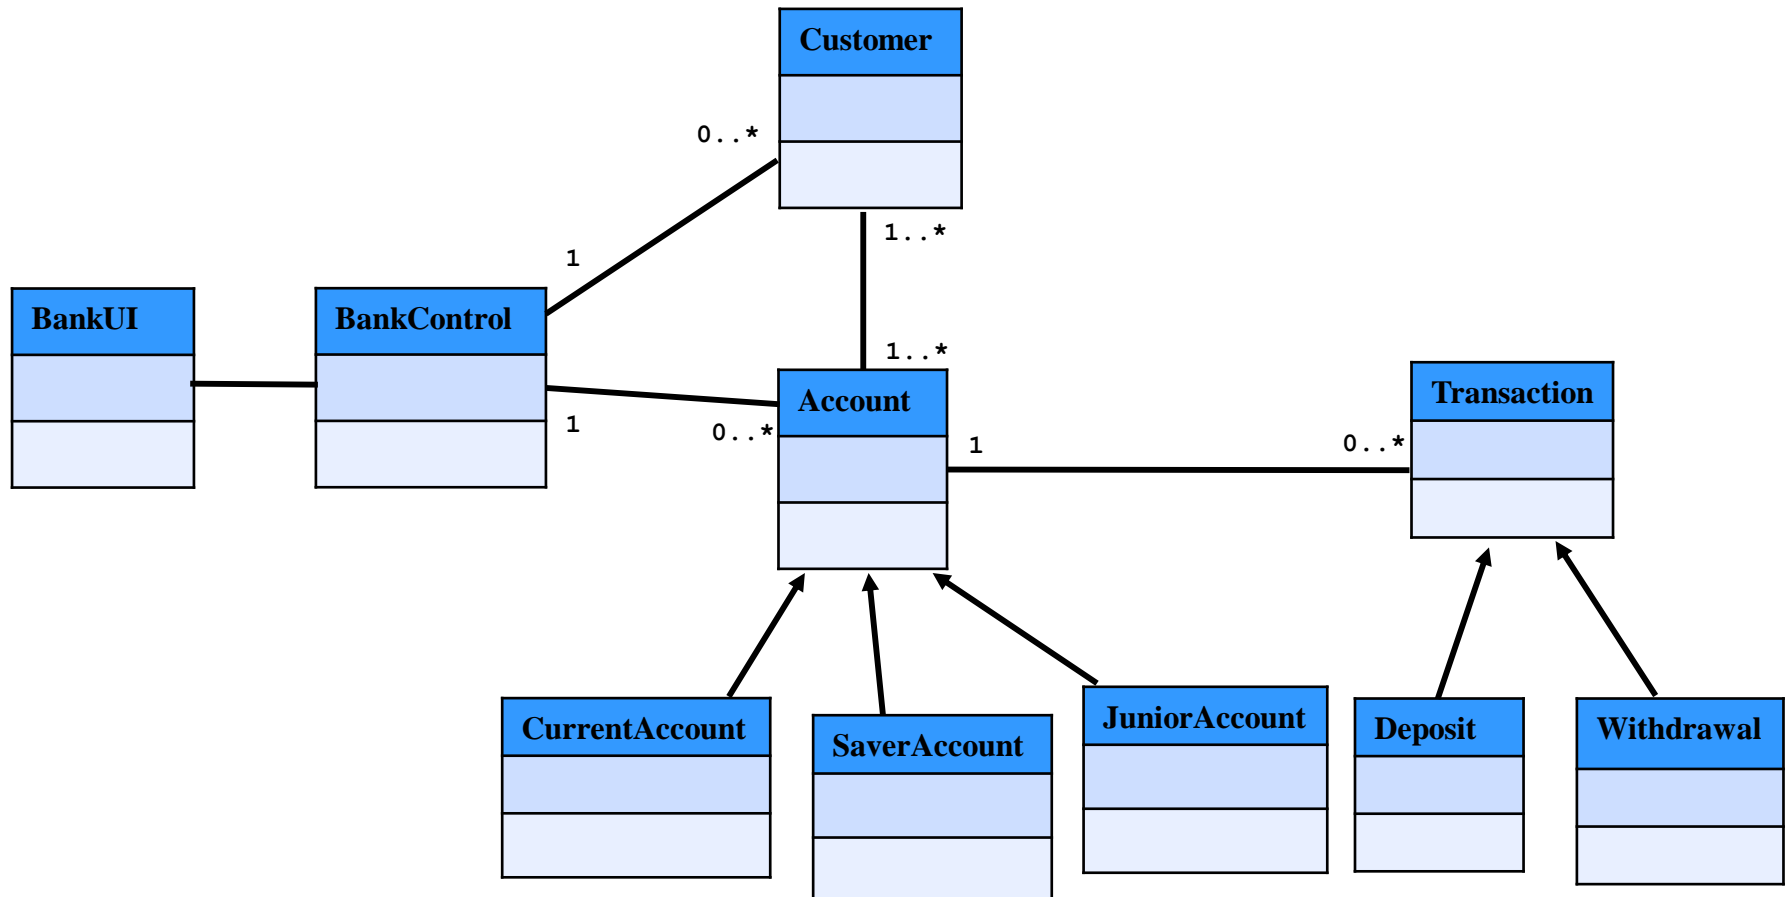 Customer
0..*
1..*
1
BankUI
BankControl
1..*
Account
Transaction
1
0..*
1
0..*
CurrentAccount
SaverAccount
JuniorAccount
Deposit
Withdrawal